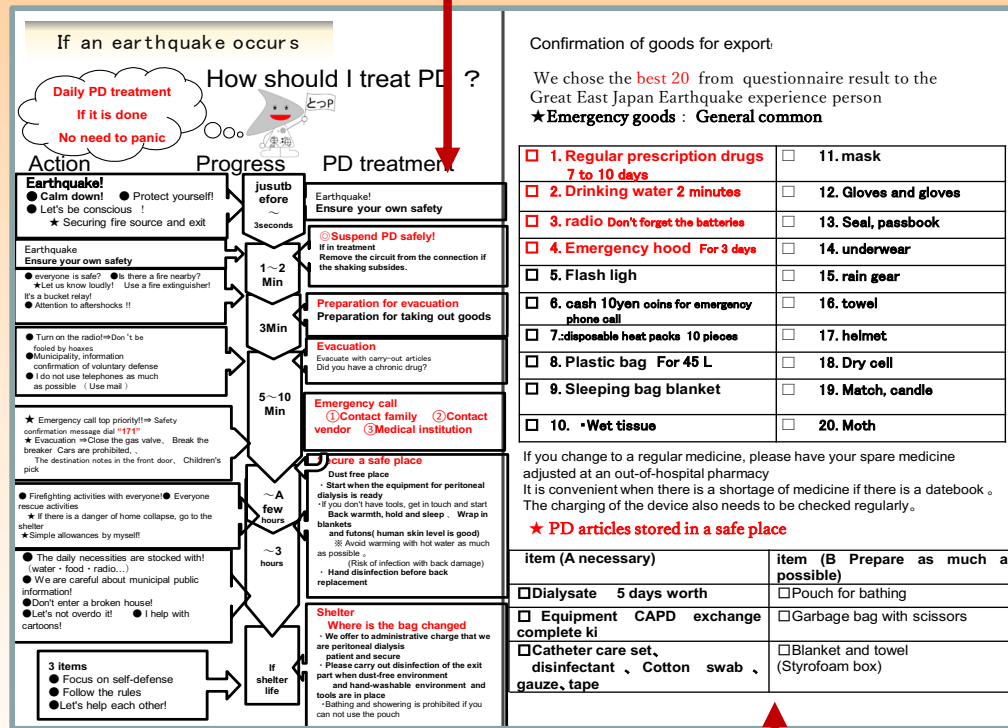 If an earthquake occurs
How should I treat PD ?
Daily PD treatment
If it is done
No need to panic
とつP
Action Progress PD treatment
Earthquake!
● Calm down! ● Protect yourself!
● Let's be conscious !
★ Securing fire source and exit
jusutb
efore
～
3seconds
Earthquake!
Ensure your own safety
Earthquake
Ensure your own safety
◎Suspend PD safely!
If in treatment
Remove the circuit from the connection if
the shaking subsides.
1～2
Min
● everyone is safe? ●Is there a fire nearby?
★Let us know loudly! Use a fire extinguisher!
It's a bucket relay!
● Attention to aftershocks !!
3Min
Preparation for evacuation
Preparation for taking out goods
● Turn on the radio!⇒Don't be
fooled by hoaxes
●Municipality, information
confirmation of voluntary defense
● I do not use telephones as much
as possible （ Use mail ）
Evacuation
Evacuate with carry-out articles
Did you have a chronic drug?
5～10
Min
Emergency call
①Contact family ②Contact
vendor ③Medical institution
★ Emergency call top priority!!⇒ Safety
confirmation message dial “171”
★ Evacuation ⇒Close the gas valve、 Break the
breaker Cars are prohibited, 、
The destination notes in the front door、 Children's
pick
ecure a safe place
Dust free place
・ Start when the equipment for peritoneal
dialysis is ready
・If you don't have tools, get in touch and start
Back warmth, hold and sleep 、 Wrap in
blankets
and futons( human skin level is good)
※ Avoid warming with hot water as much
as possible 。
(Risk of infection with back damage)
・ Hand disinfection before back
replacement
～A
few
hours
● Firefighting activities with everyone!● Everyone
rescue activities
★ If there is a danger of home collapse, go to the
shelter
★Simple allowances by myself!
～3
hours
● The daily necessities are stocked with!
（water・food・radio…）
● We are careful about municipal public
information!
●Don't enter a broken house!
●Let's not overdo it! ● I help with
cartoons!
Shelter
Where is the bag changed
・ We offer to administrative charge that we
are peritoneal dialysis
patient and secure
・ Please carry out disinfection of the exit
part when dust-free environment
and hand-washable environment and
tools are in place
・Bathing and showering is prohibited if you
can not use the pouch
If
shelter
life
3 items
● Focus on self-defense
● Follow the rules
●Let's help each other!
Confirmation of goods for export
We chose the best 20 from questionnaire result to the
Great East Japan Earthquake experience person
★Emergency goods： General common
☐ 1. Regular prescription drugs
7 to 10 days
☐ 11. mask
☐ 2. Drinking water 2 minutes
☐ 12. Gloves and gloves
☐ 3. radio Don't forget the batteries
☐ 13. Seal, passbook
☐ 4. Emergency hood For 3 days
☐ 14. underwear
☐ 5. Flash ligh
☐ 15. rain gear
☐ 6. cash 10yen coins for emergency
phone call
☐ 16. towel
☐ 7.:disposable heat packs 10 pieces
☐ 17. helmet
☐ 8. Plastic bag For 45 L
☐ 18. Dry cell
☐ 9. Sleeping bag blanket
☐ 19. Match, candle
☐ 10. ・Wet tissue
☐ 20. Moth
If you change to a regular medicine, please have your spare medicine
adjusted at an out-of-hospital pharmacy
It is convenient when there is a shortage of medicine if there is a datebook 。
The charging of the device also needs to be checked regularly。
★ PD articles stored in a safe place
item (A necessary)
item (B Prepare as much a
possible)
☐Dialysate 5 days worth
☐Pouch for bathing
☐ Equipment CAPD exchange
complete ki
☐Garbage bag with scissors
☐Catheter care set、
disinfectant 、 Cotton swab 、
gauze、tape
☐Blanket and towel
(Styrofoam box)